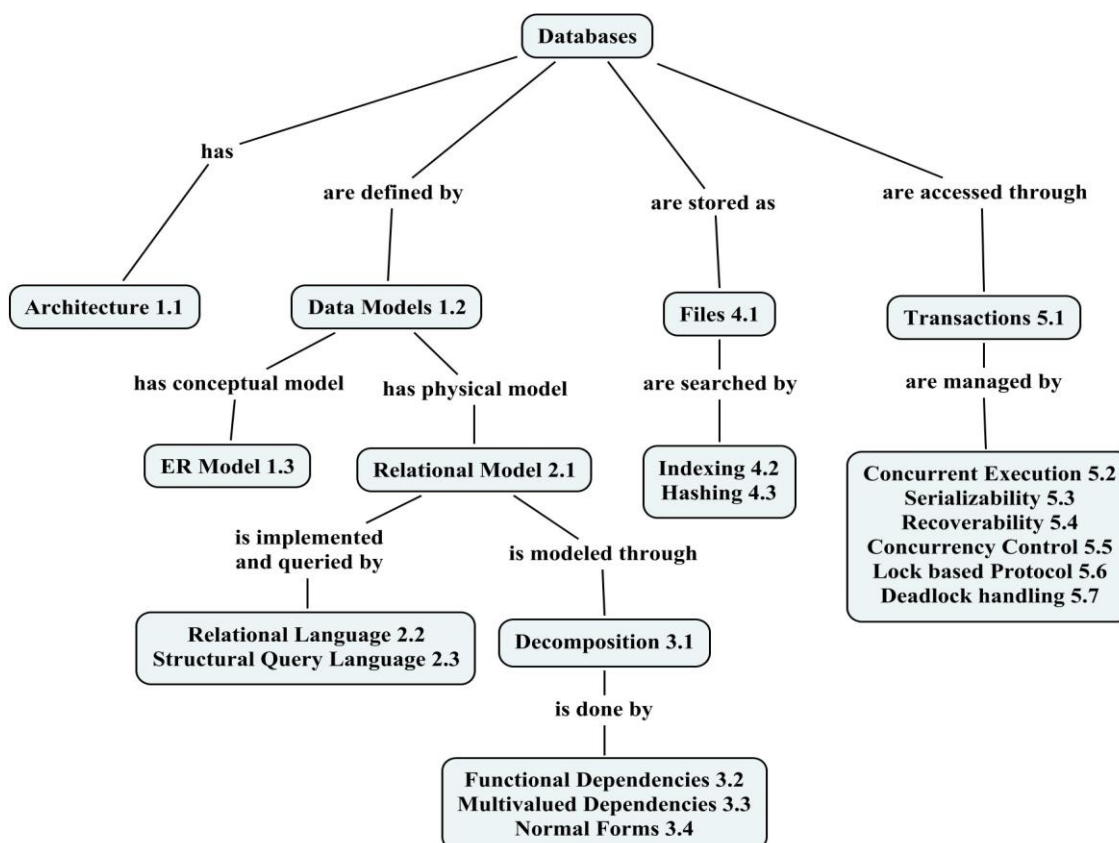 Databases
has
are defined by
are stored as
are accessed through
Architecture 1.1
Data Models 1.2
Files 4.1
Transactions 5.1
has conceptual model
has physical model
are searched by
are managed by
ER Model 1.3
Relational Model 2.1
Indexing 4.2
Hashing 4.3
Concurrent Execution 5.2
Serializability 5.3
Recoverability 5.4
Concurrency Control 5.5
Lock based Protocol 5.6
Deadlock handling 5.7
is implemented
and queried by
is modeled through
Relational Language 2.2
Structural Query Language 2.3
Decomposition 3.1
is done by
Functional Dependencies 3.2
Multivalued Dependencies 3.3
Normal Forms 3.4